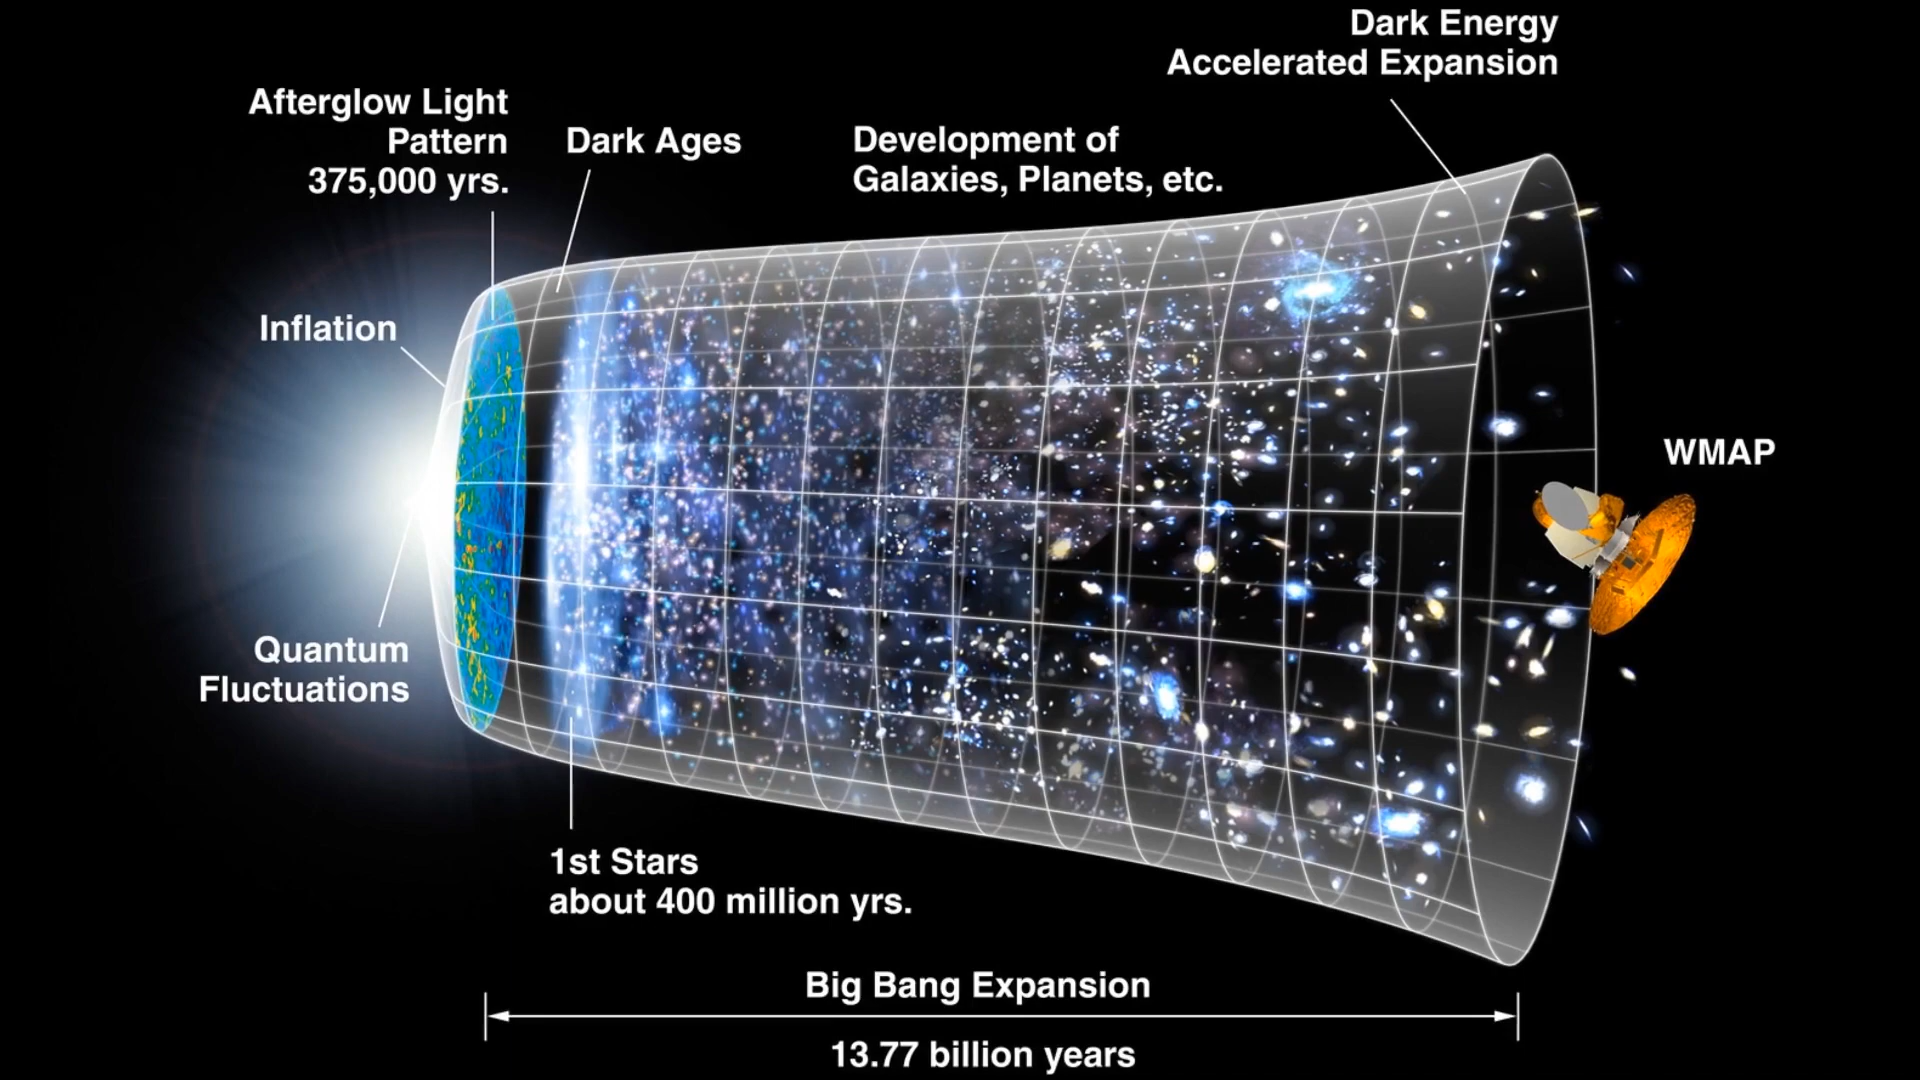 Dark Energy
Accelerated Expansion
Afterglow Light
Pattern
375,000 yrs.
Dark Ages
Development of
Galaxies, Planets, etc.
Inflation
WMAP
Quantum
Fluctuations
1st Stars
about 400 million yrs.
Big Bang Expansion
13.77 billion years